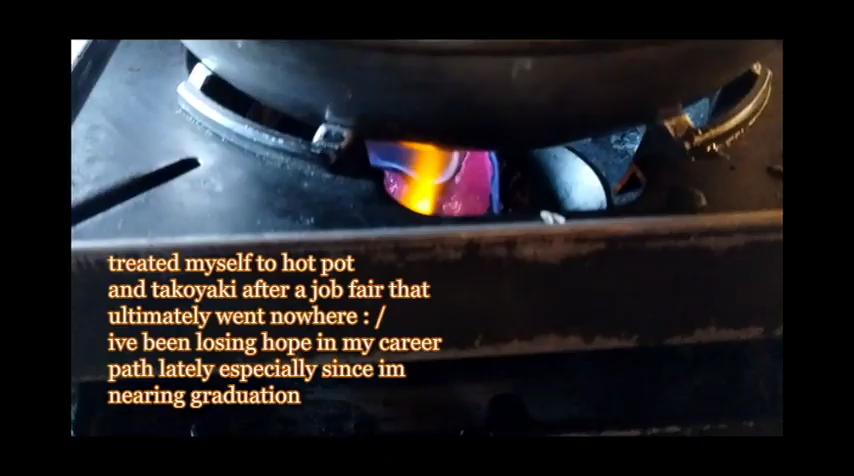 treated myself to hot pot
and takoyaki after a job fair that
ultimately went nowhere : /
ive been losing hope in my career
path lately especially since im
nearing graduation